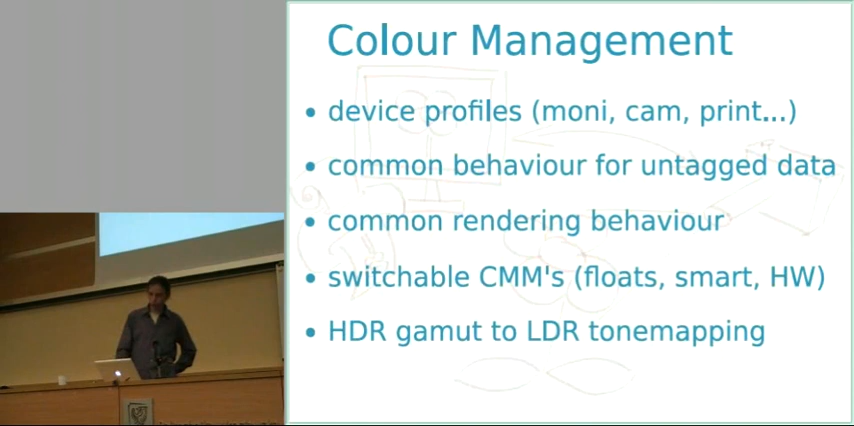 Colour Management
• device profiles (moni, cam, print...)
• common behaviour for untagged data
• common rendering behaviour
• switchable CMM's (floats, smart, HW)
• HDR gamut to LDR tonemapping